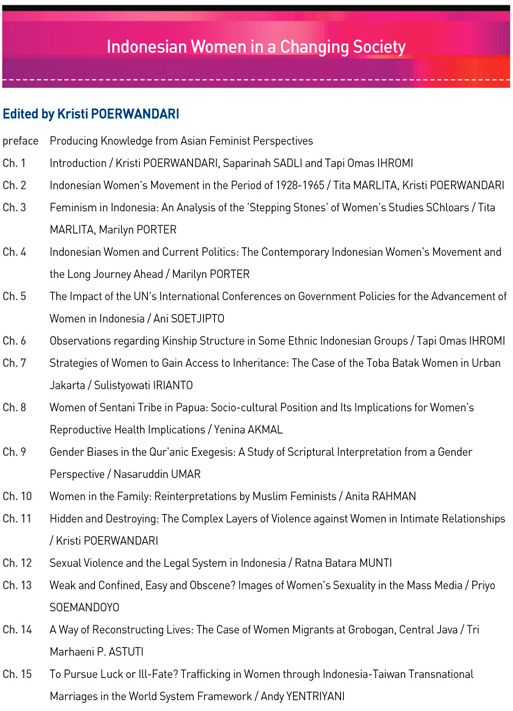 Indonesian Women in a Changing Society
Edited by Kristi POERWANDARI
preface Producing Knowledge from Asian Feminist Perspectives
Ch. 1 Introduction / Kristi POERWANDARI, Saparinah SADLI and Tapi Omas IHROMI
Ch. 2 Indonesian Women's Movement in the Period of 1928-1965 / Tita MARLITA, Kristi POERWANDARI
Ch. 3 Feminism in Indonesia: An Analysis of the 'Stepping Stones' of Women's Studies SChloars / Tita
MARLITA, Marilyn PORTER
Ch. 4 Indonesian Women and Current Politics: The Contemporary Indonesian Women's Movement and
the Long Journey Ahead / Marilyn PORTER
Ch. 5 The Impact of the UN's International Conferences on Government Policies for the Advancement of
Women in Indonesia / Ani SOETJIPTO
Ch. 6 Observations regarding Kinship Structure in Some Ethnic Indonesian Groups / Tapi Omas IHROMI
Ch. 7 Strategies of Women to Gain Access to Inheritance: The Case of the Toba Batak Women in Urban
Jakarta / Sulistyowati IRIANTO
Ch. 8 Women of Sentani Tribe in Papua: Socio-cultural Position and Its Implications for Women's
Reproductive Health Implications / Yenina AKMAL
Ch. 9 Gender Biases in the Qur'anic Exegesis: A Study of Scriptural Interpretation from a Gender
Perspective / Nasaruddin UMAR
Ch. 10 Women in the Family: Reinterpretations by Muslim Feminists / Anita RAHMAN
Ch. 11 Hidden and Destroying: The Complex Layers of Violence against Women in Intimate Relationships
/ Kristi POERWANDARI
Ch. 12 Sexual Violence and the Legal System in Indonesia / Ratna Batara MUNTI
Ch. 13 Weak and Confined, Easy and Obscene? Images of Women's Sexuality in the Mass Media / Priyo
SOEMANDOYO
Ch. 14 A Way of Reconstructing Lives: The Case of Women Migrants at Grobogan, Central Java / Tri
Marhaeni P. ASTUTI
Ch. 15 To Pursue Luck or Ill-Fate? Trafficking in Women through Indonesia-Taiwan Transnational
Marriages in the World System Framework / Andy YENTRIYANI